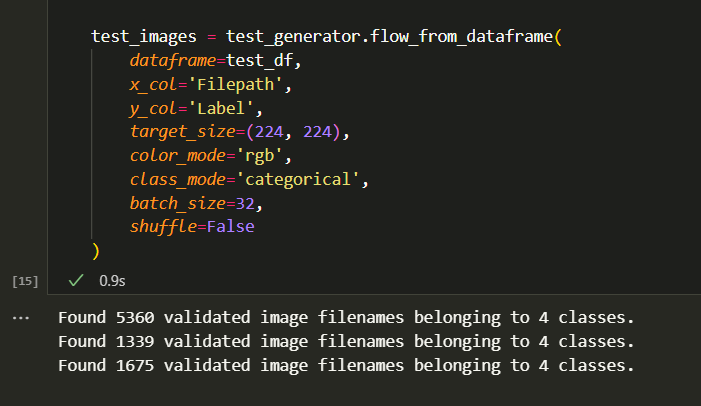 test_images = test_generator.flow_from_dataframe(
dataframe=test_df,
x_col='Filepath',
y_col='Label',
target_size=(224, 224),
color_mode='rgb',
class_mode='categorical',
batch_size=32,
shuffle=False
)
[15] ✓ 0.9s
... Found 5360 validated image filenames belonging to 4 classes.
Found 1339 validated image filenames belonging to 4 classes.
Found 1675 validated image filenames belonging to 4 classes.